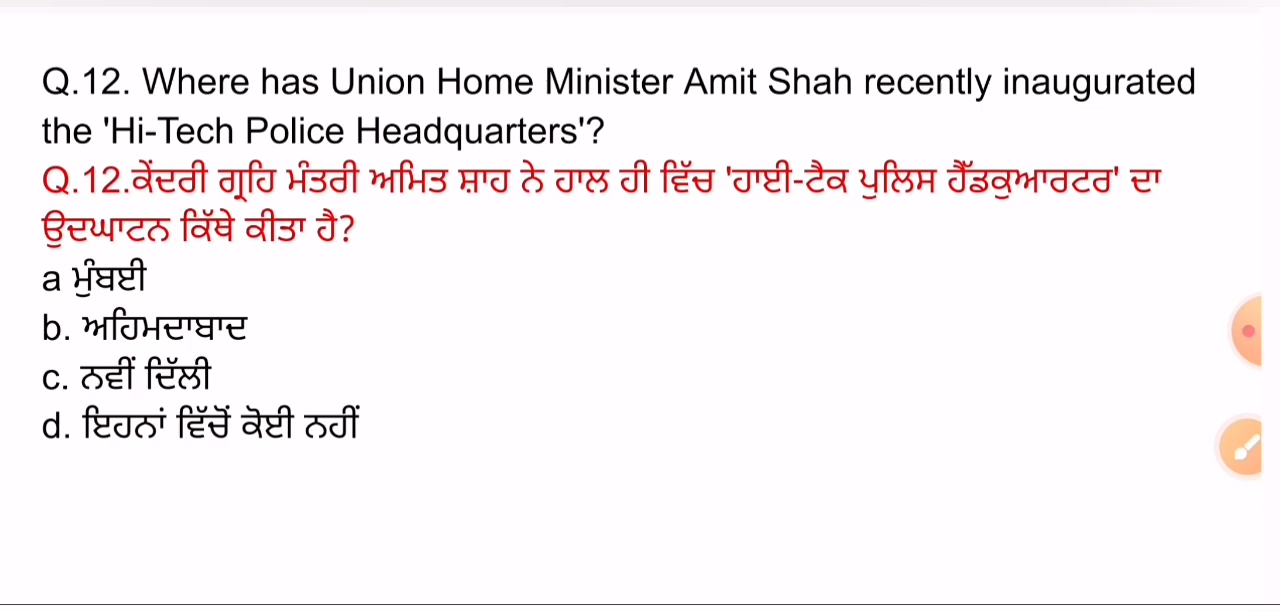 Q.12. Where has Union Home Minister Amit Shah recently inaugurated
the 'Hi-Tech Police Headquarters'?
Q.12.ਕੇਂਦਰੀ ਗ੍ਰਹਿ ਮੰਤਰੀ ਅਮਿਤ ਸ਼ਾਹ ਨੇ ਹਾਲ ਹੀ ਵਿੱਚ 'ਹਾਈ-ਟੈਕ ਪੁਲਿਸ ਹੈੱਡਕੁਆਰਟਰ' ਦਾ
ਉਦਘਾਟਨ ਕਿੱਥੇ ਕੀਤਾ ਹੈ?
a ਮੁੰਬਈ
b. ਅਹਿਮਦਾਬਾਦ
c. ਨਵੀਂ ਦਿੱਲੀ
d. ਇਹਨਾਂ ਵਿੱਚੋਂ ਕੋਈ ਨਹੀਂ